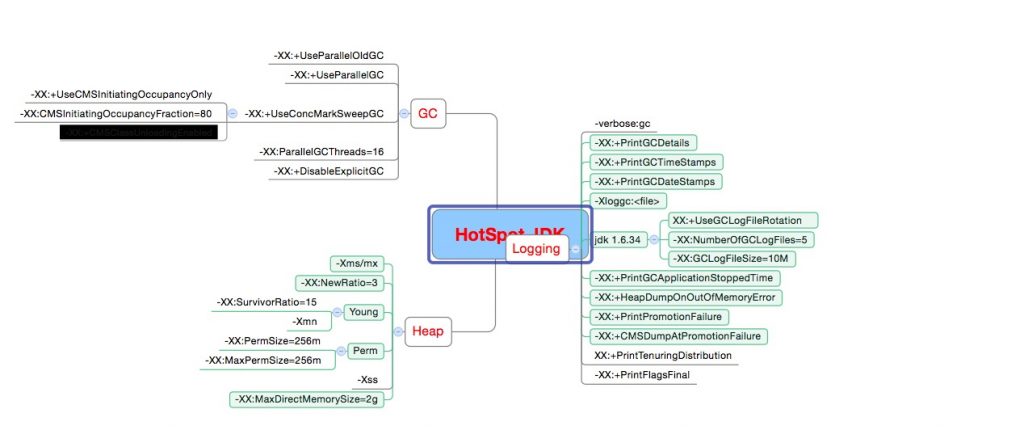 -XX:+UseParallelOldGC
-XX:+UseParallelGC
-XX:+UseCMSInitiatingOccupancyOnly
-XX:CMSInitiatingOccupancyFraction=80
-XX:+CMSClassUnloadingEnabled
-XX:+UseConcMarkSweepGC
-XX:ParallelGCThreads=16
-XX:+DisableExplicitGC
GC
HotSpot JDK
Logging
-verbose:gc
-XX:+PrintGCDetails
-XX:+PrintGCTimeStamps
-XX:+PrintGCDateStamps
-Xloggc:<file>
jdk 1.6.34
XX:+UseGCLogFileRotation
-XX:NumberOfGCLogFiles=5
-XX:GCLogFileSize=10M
-XX:+PrintGCApplicationStoppedTime
-XX:+HeapDumpOnOutOfMemoryError
-XX:+PrintPromotionFailure
-XX:+CMSDumpAtPromotionFailure
XX:+PrintTenuringDistribution
-XX:+PrintFlagsFinal
-Xms/mx
-XX:NewRatio=3
-XX:SurvivorRatio=15
-Xmn
Young
-XX:PermSize=256m
-XX:MaxPermSize=256m
Perm
-Xss
-XX:MaxDirectMemorySize=2g
Heap